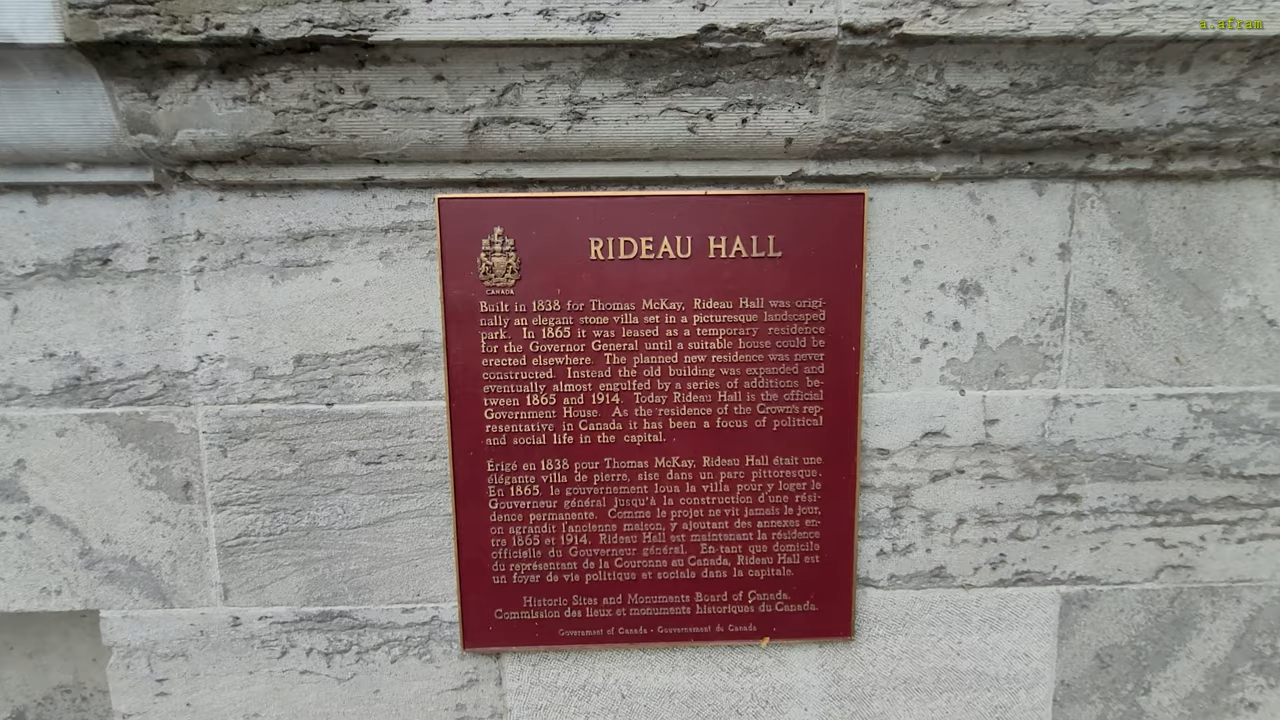 a.afram
RIDEAU HALL
CANADA
Built in 1838 for Thomas McKay, Rideau Hall was origi-
nally an elegant stone villa set in a picturesque landscaped
park. In 1865 it was leased as a temporary residence
for the Governor General until a suitable house could be
erected elsewhere. The planned new residence was never
constructed. Instead the old building was expanded and
eventually almost engulfed by a series of additions be-
tween 1865 and 1914. Today Rideau Hall is the official
Government House. As the residence of the Crown's rep-
resentative in Canada it has been a focus of political
and social life in the capital.
Érigé en 1838 pour Thomas McKay, Rideau Hall était une
élégante villa de pierre, sise dans un parc pittoresque.
En 1865, le gouvernement loua la villa pour y loger le
Gouverneur général jusqu'à la construction d'une rési-
dence permanente. Comme le projet ne vit jamais le jour,
on agrandit l'ancienne maison, y ajoutant des annexes en-
tre 1865 et 1914. Rideau Hall est maintenant la résidence
officielle du Gouverneur général. En tant que domicile
du représentant de la Couronne au Canada, Rideau Hall est
un foyer de vie politique et sociale dans la capitale.
Historic Sites and Monuments Board of Canada.
Commission des lieux et monuments historiques du Canada.
Government of Canada · Gouvernement du Canada